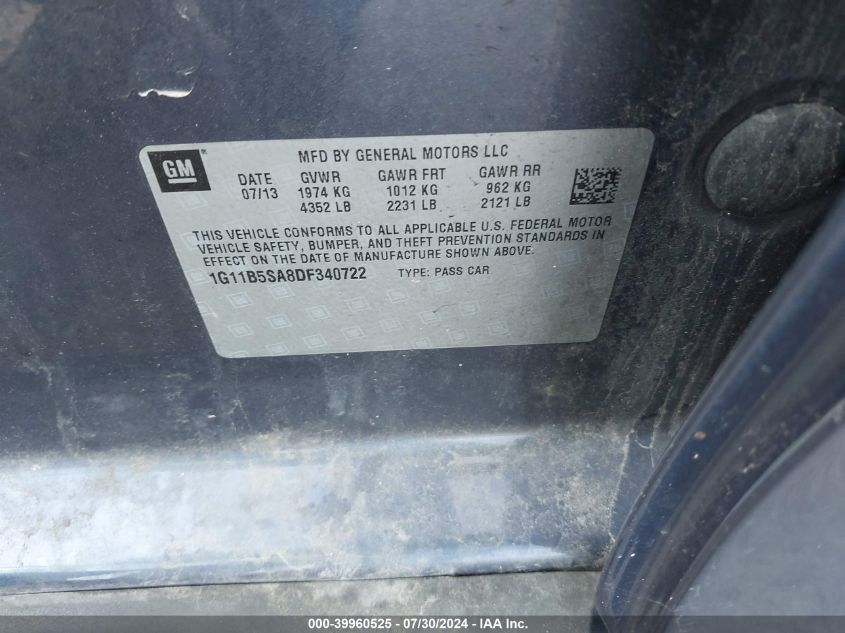 GM ®
MFD BY GENERAL MOTORS LLC
DATE GVWR GAWR FRT GAWR RR
07/13 1974 KG 1012 KG 962 KG
4352 LB 2231 LB 2121 LB
THIS VEHICLE CONFORMS TO ALL APPLICABLE U.S. FEDERAL MOTOR
VEHICLE SAFETY, BUMPER, AND THEFT PREVENTION STANDARDS IN
EFFECT ON THE DATE OF MANUFACTURE SHOWN ABOVE.
1G11B5SA8DF340722 TYPE: PASS CAR
000-39960525 - 07/30/2024 - IAA Inc.